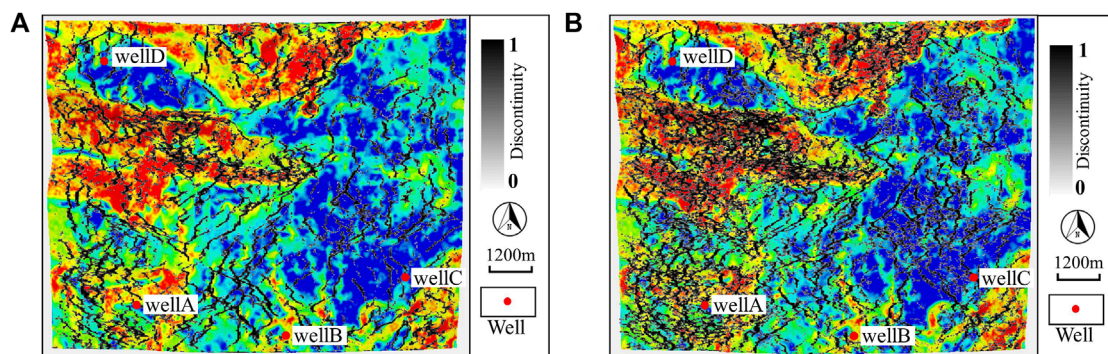 A
wellD
wellC
wellA
wellB
1
Discontinuity
0
N
1200m
Well
B
wellD
wellC
wellA
wellB
1
Discontinuity
0
N
1200m
Well